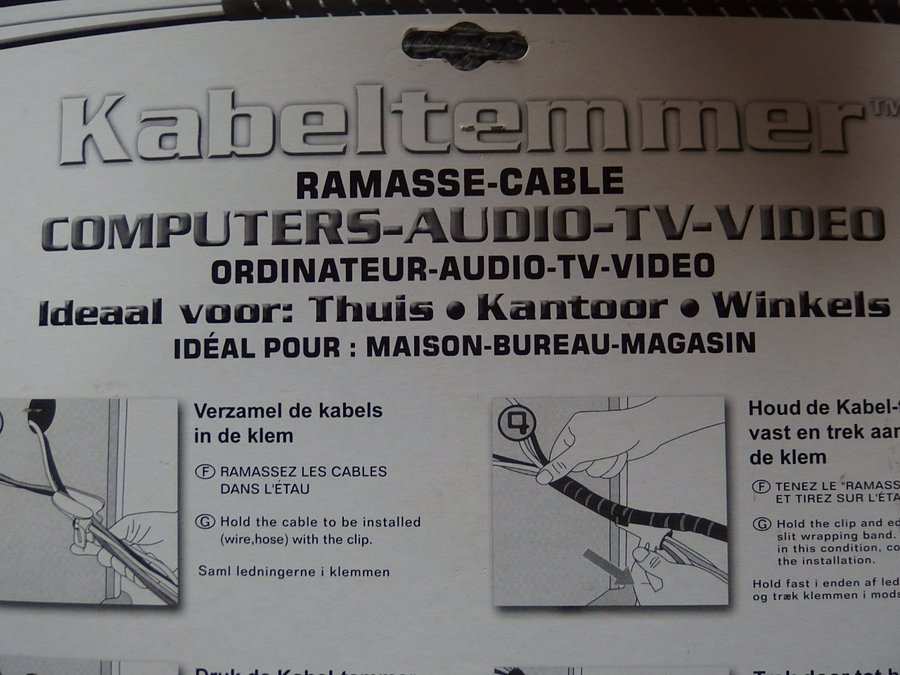 Kabeltemmer™
RAMASSE-CABLE
COMPUTERS-AUDIO-TV-VIDEO
ORDINATEUR-AUDIO-TV-VIDEO
Ideaal voor: Thuis • Kantoor • Winkels
IDÉAL POUR : MAISON-BUREAU-MAGASIN
Verzamel de kabels
in de klem
F RAMASSEZ LES CABLES
DANS L'ÉTAU
G Hold the cable to be installed
(wire,hose) with the clip.
Saml ledningerne i klemmen
4
Houd de Kabel-
vast en trek aan
de klem
F TENEZ LE "RAMASS
ET TIREZ SUR L'ÉTA
G Hold the clip and ed
slit wrapping band.
in this condition, co
the installation.
Hold fast i enden af led
og træk klemmen i mods
Druk de Kabel-temmer